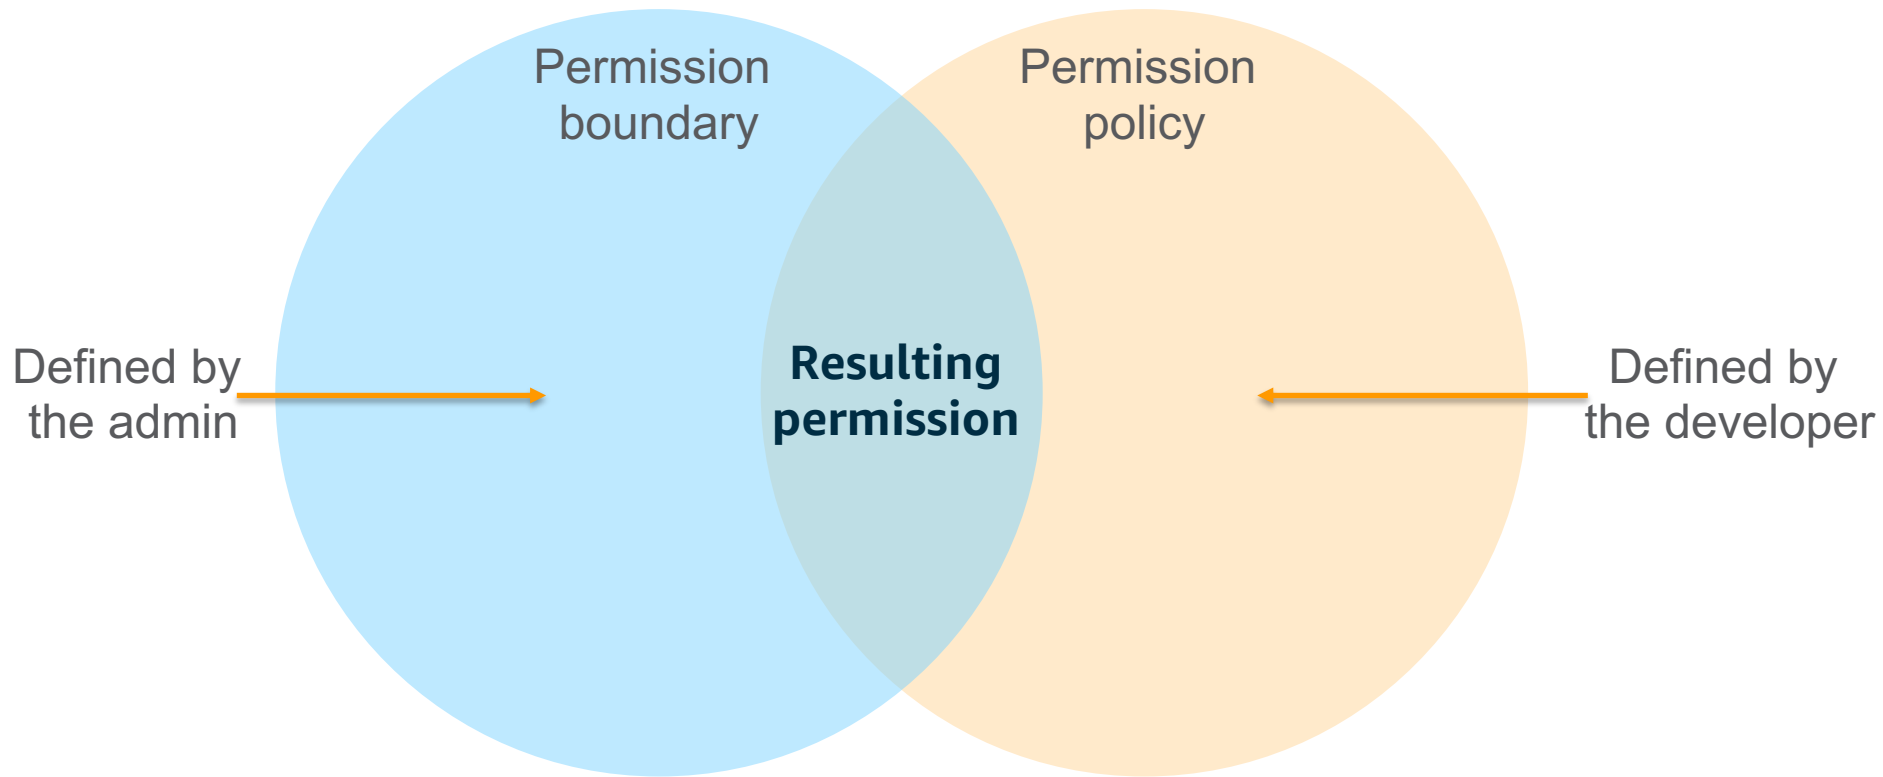 Permission
boundary
Permission
policy
Defined by
the admin
Resulting
permission
Defined by
the developer